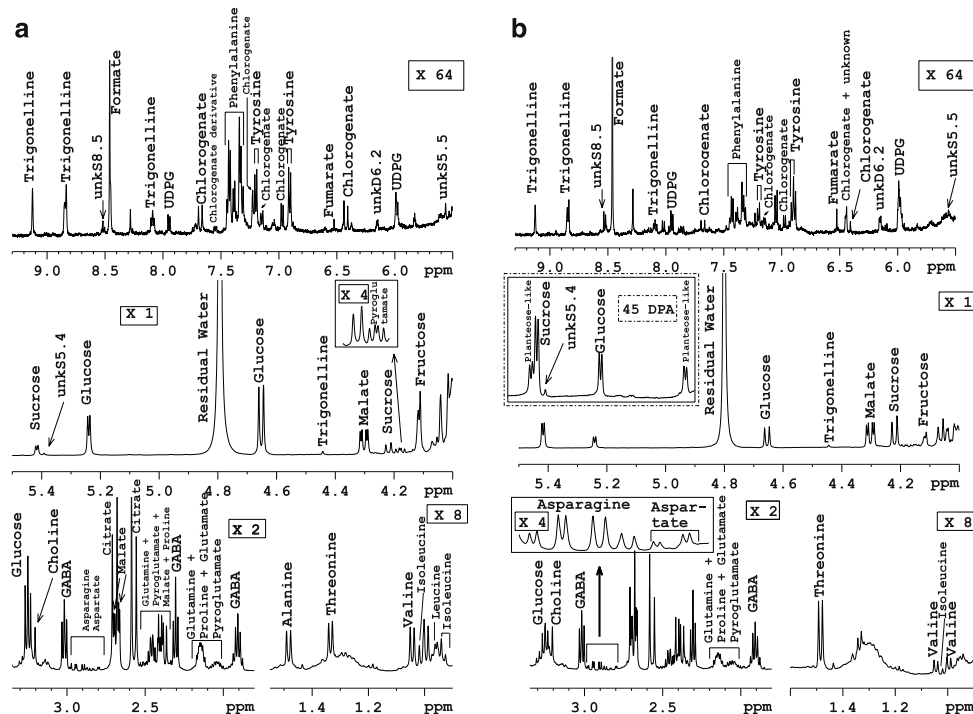 a
Trigonelline
Trigonelline
unkS8.5
Formate
Trigonelline
UDPG
Chlorogenate
Chlorogenate derivative
Phenylalanine
Chlorogenate
Tyrosine
Chlorogenate
Chlorogenate
Tyrosine
Fumarate
Chlorogenate
unkD6.2
UDPG
unkS5.5
X 64
9.0 8.5 8.0 7.5 7.0 6.5 6.0 ppm
X 1
Sucrose
unkS5.4
Glucose
Residual Water
Glucose
Trigonelline
Malate
Sucrose
Fructose
X 4
Pyroglu
tamate
5.4 5.2 5.0 4.8 4.6 4.4 4.2 ppm
Glucose
Choline
GABA
Asparagine
Aspartate
Citrate
Malate
Citrate
Glutamine +
Pyroglutamate +
Malate + Proline
GABA
Glutamine +
Proline + Glutamate
Pyroglutamate
GABA
X 2
3.0 2.5 ppm
Alanine
Threonine
Valine
Isoleucine
Leucine
Isoleucine
X 8
1.4 1.2 ppm
b
Trigonelline
Trigonelline
unkS8.5
Formate
Trigonelline
UDPG
Chlorogenate
Phenylalanine
Tyrosine
Chlorogenate
Chlorogenate
Tyrosine
Fumarate
Chlorogenate + unknown
Chlorogenate
unkD6.2
UDPG
unkS5.5
X 64
9.0 8.5 8.0 7.5 7.0 6.5 6.0 ppm
Planteose-like
Sucrose
unkS5.4
Glucose
45 DPA
Planteose-like
Residual Water
Glucose
Trigonelline
Malate
Sucrose
Fructose
X 1
5.4 5.2 5.0 4.8 4.6 4.4 4.2 ppm
X 4
Asparagine
Aspar-
tate
X 2
Glucose
Choline
GABA
Glutamine +
Proline + Glutamate
Pyroglutamate
GABA
3.0 2.5 ppm
Threonine
Valine
Isoleucine
Valine
X 8
1.4 1.2 ppm